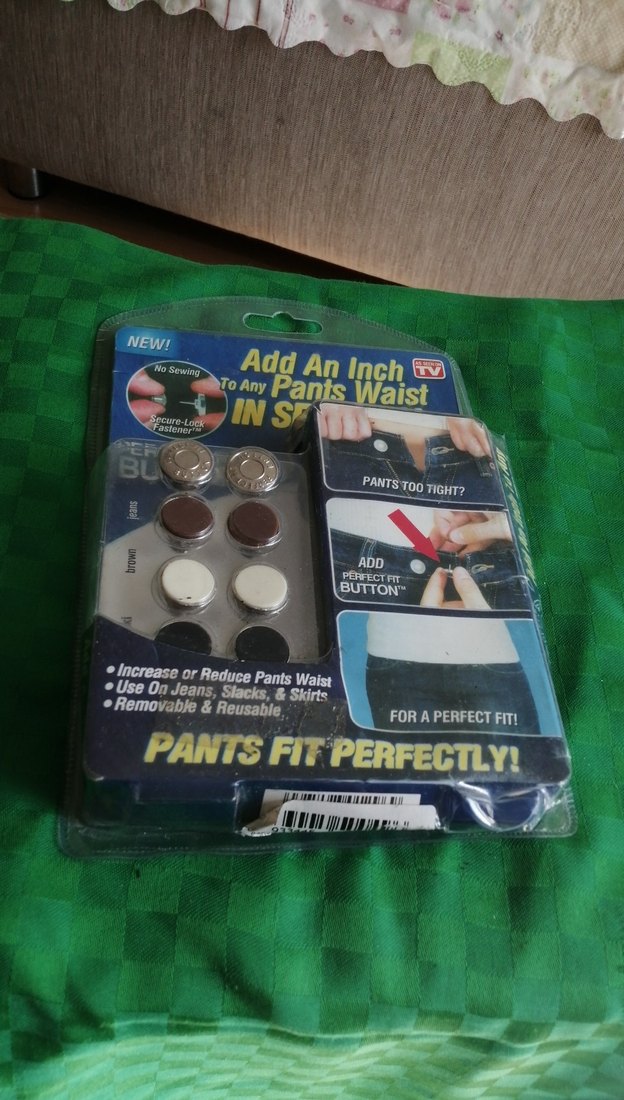 NEW!
Add An Inch
To Any Pants Waist
IN
AS SEEN ON
TV
No Sewing
Secure-Lock
Fastener™
jeans
brown
PANTS TOO TIGHT?
ADD
PERFECT FIT
BUTTON™
FOR A PERFECT FIT!
• Increase or Reduce Pants Waist
• Use On Jeans, Slacks, & Skirts
• Removable & Reusable
PANTS FIT PERFECTLY!